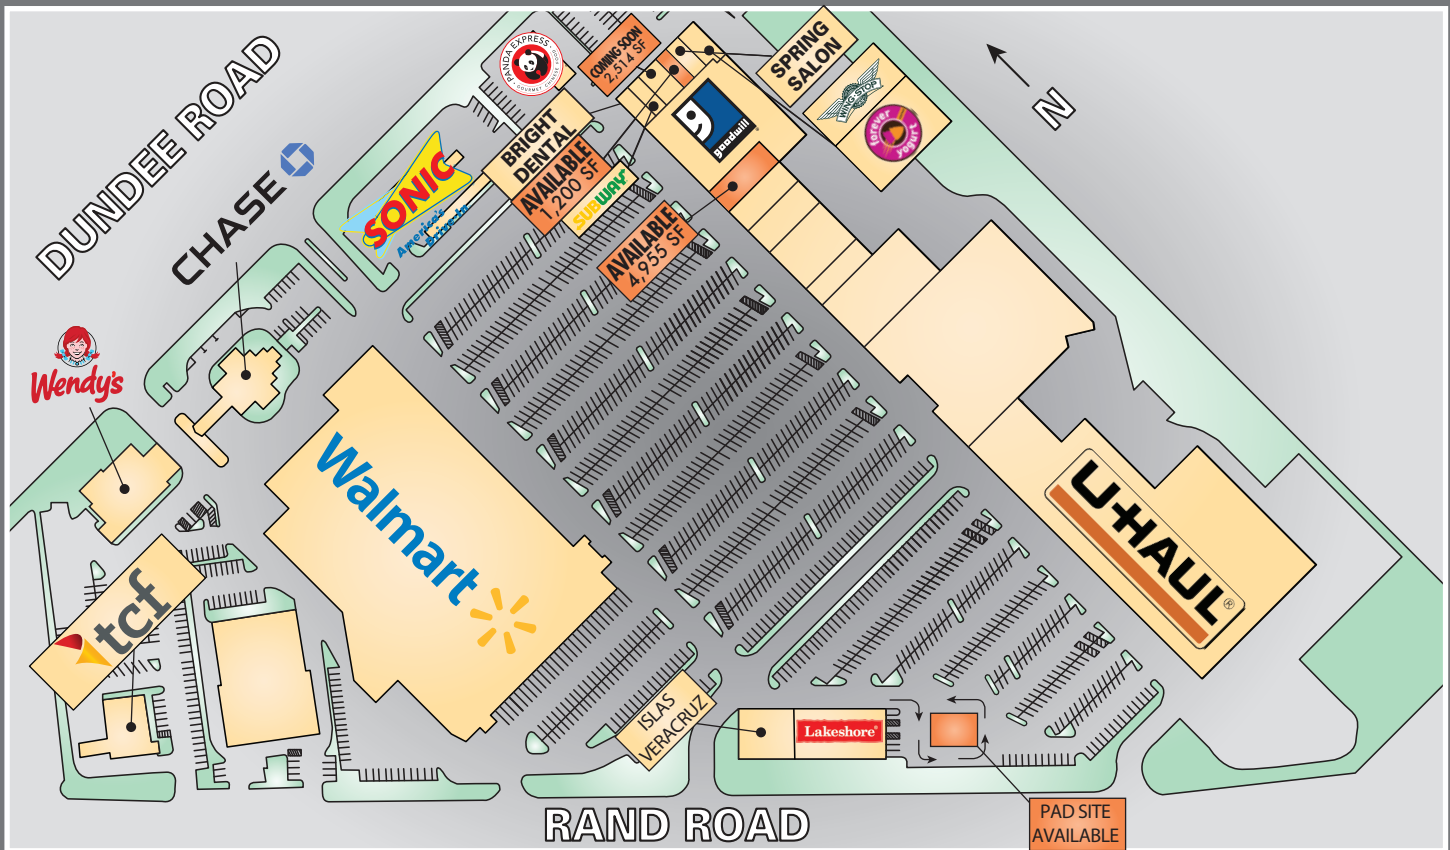 DUNDEE ROAD
CHASE
PANDA EXPRESS
GOURMET CHINESE FOOD
COMING SOON
2,514 SF
SPRING
SALON
WING·STOP
forever
yogurt
goodwill
BRIGHT
DENTAL
AVAILABLE
1,200 SF
SUBWAY
SONIC
America's
Drive-In
AVAILABLE
4,955 SF
N
Wendy's
Walmart
U-HAUL®
tcf
ISLAS
VERACRUZ
Lakeshore®
RAND ROAD
PAD SITE
AVAILABLE